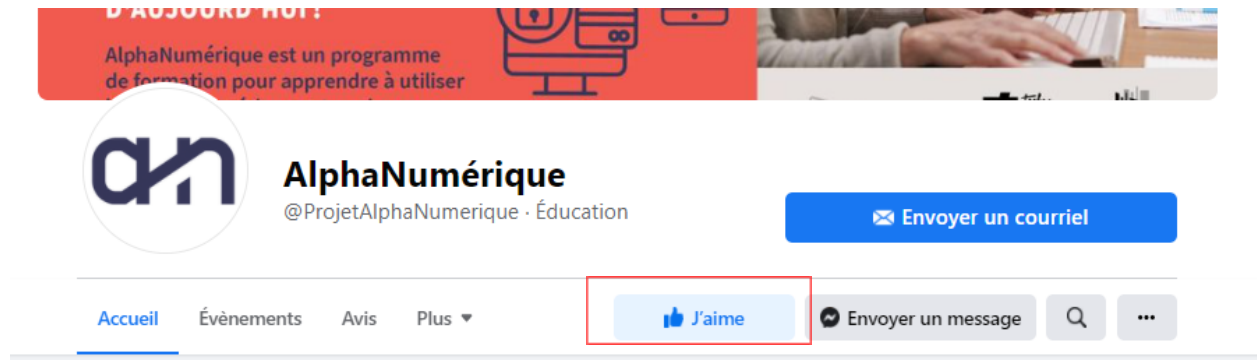 D'AUJOURD'HUI!
AlphaNumérique est un programme
de formation pour apprendre à utiliser
AlphaNumérique
@ProjetAlphaNumerique · Éducation
Envoyer un courriel
Accueil Évènements Avis Plus J'aime Envoyer un message